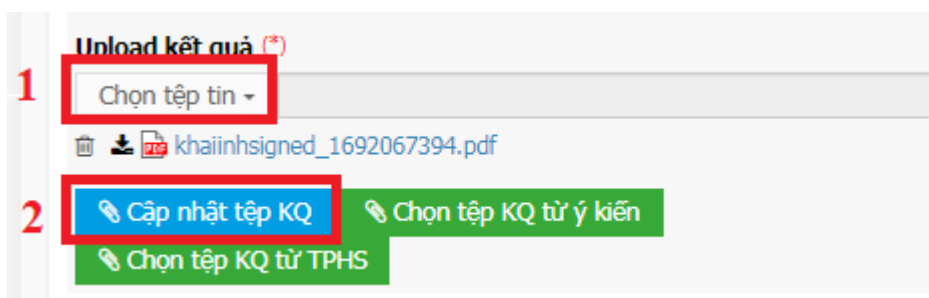 Upload kết quả (*)
1
Chọn tệp tin
khaiinhsigned_1692067394.pdf
2
Cập nhật tệp KQ
Chọn tệp KQ từ ý kiến
Chọn tệp KQ từ TPHS